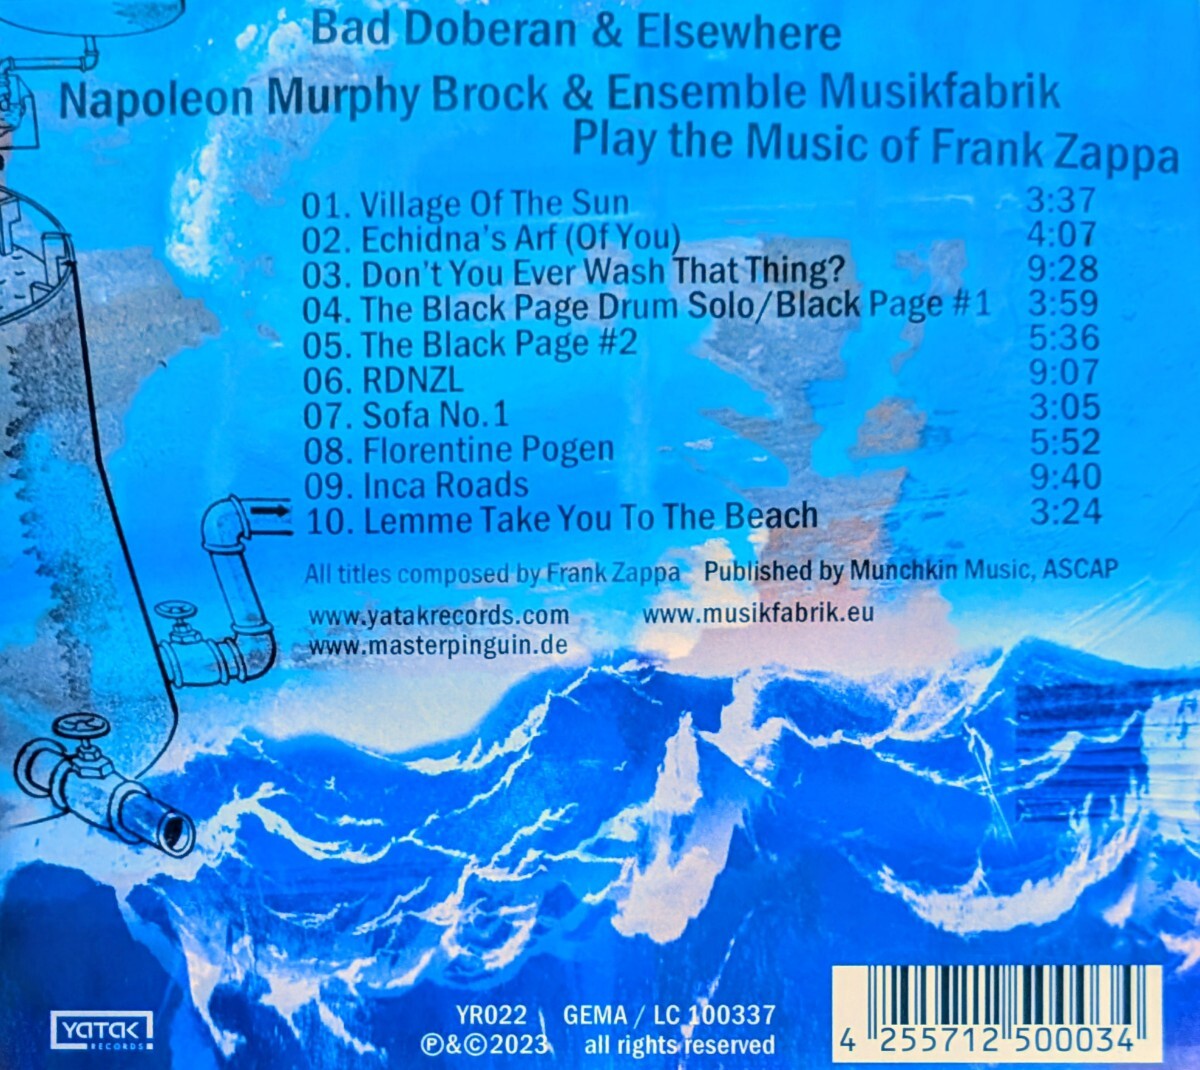 Bad Doberan & Elsewhere
Napoleon Murphy Brock & Ensemble Musikfabrik
Play the Music of Frank Zappa
01. Village Of The Sun 3:37
02. Echidna's Arf (Of You) 4:07
03. Don't You Ever Wash That Thing? 9:28
04. The Black Page Drum Solo/Black Page #1 3:59
05. The Black Page #2 5:36
06. RDNZL 9:07
07. Sofa No.1 3:05
08. Florentine Pogen 5:52
09. Inca Roads 9:40
10. Lemme Take You To The Beach 3:24
All titles composed by Frank Zappa Published by Munchkin Music, ASCAP
www.yatakrecords.com www.musikfabrik.eu
www.masterpinguin.de
YATAK
RECORDS
YR022 GEMA / LC 100337
℗&©2023 all rights reserved
4 255712 500034